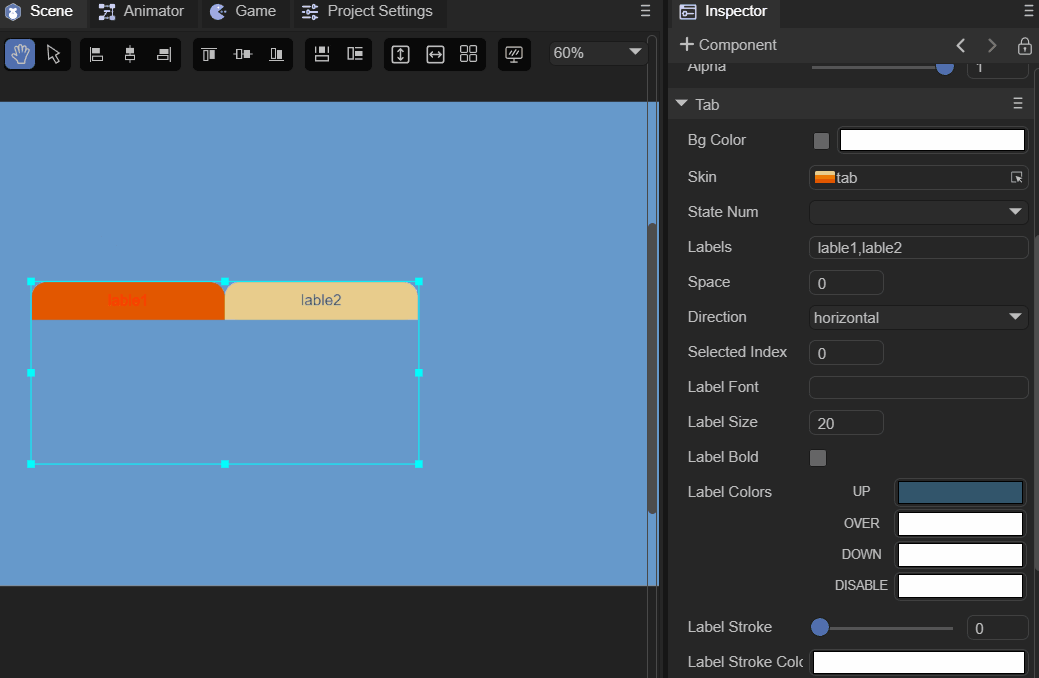 Scene Animator Game Project Settings
60%
lable1 lable2
Inspector
Component
Alpha 1
Tab
Bg Color
Skin tab
State Num
Labels lable1,lable2
Space 0
Direction horizontal
Selected Index 0
Label Font
Label Size 20
Label Bold
Label Colors UP
OVER
DOWN
DISABLE
Label Stroke 0
Label Stroke Colo